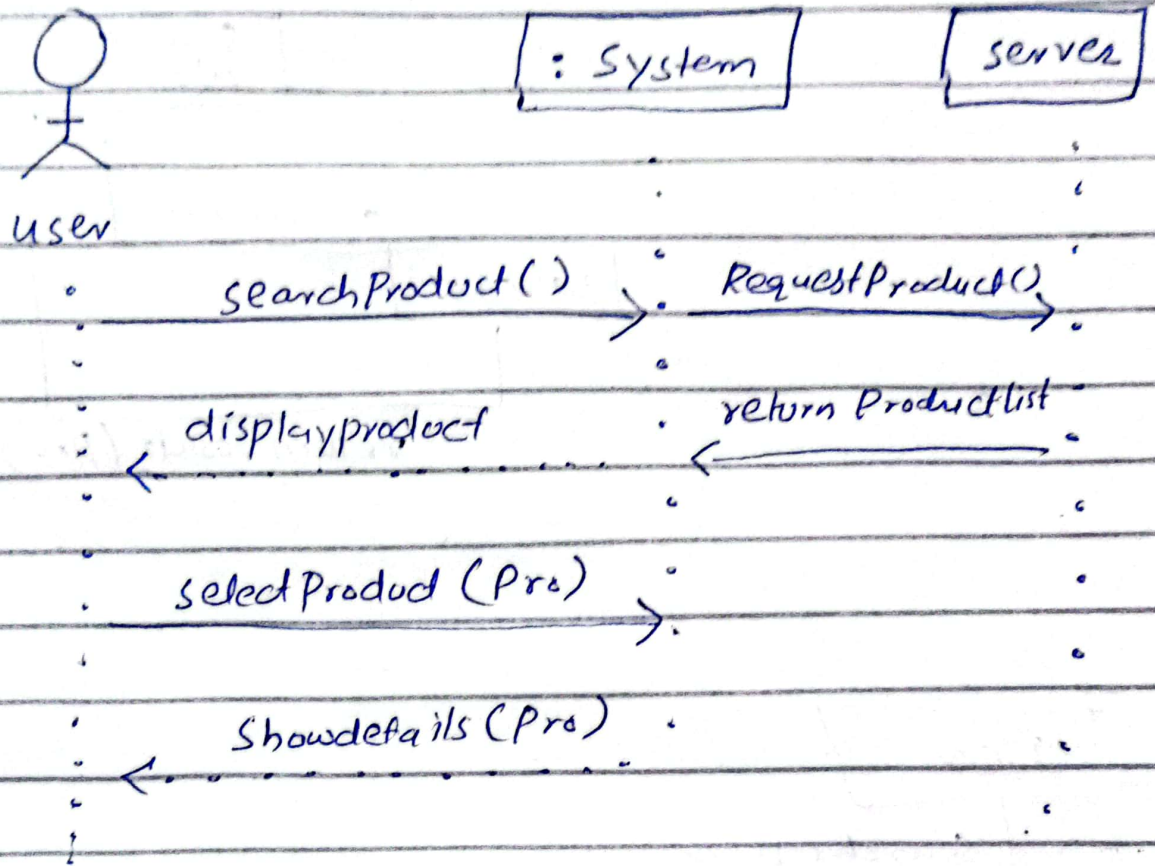 : System
server
user
searchProduct()
RequestProduct()
return Productlist
displayproduct
selectProduct (Pro)
Showdetails (Pro)